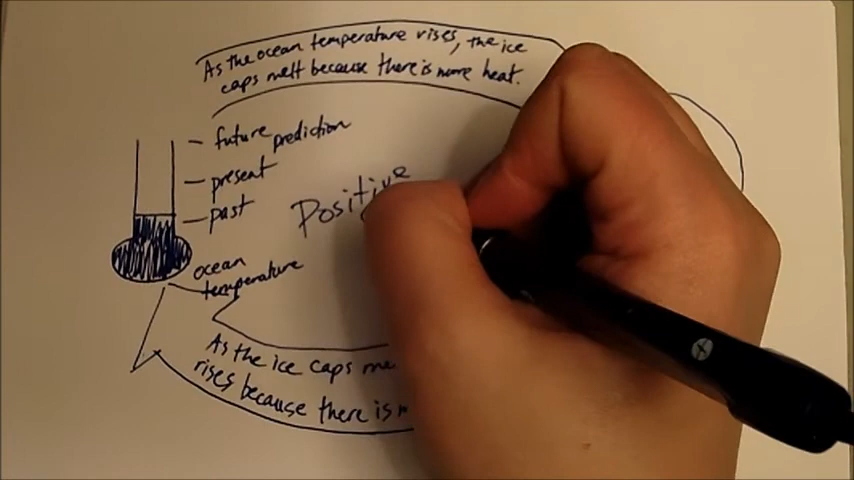 As the ocean temperature rises, the ice
caps melt because there is more heat.
future prediction
present
past
Positive
ocean
temperature
As the ice caps me
rises because there is